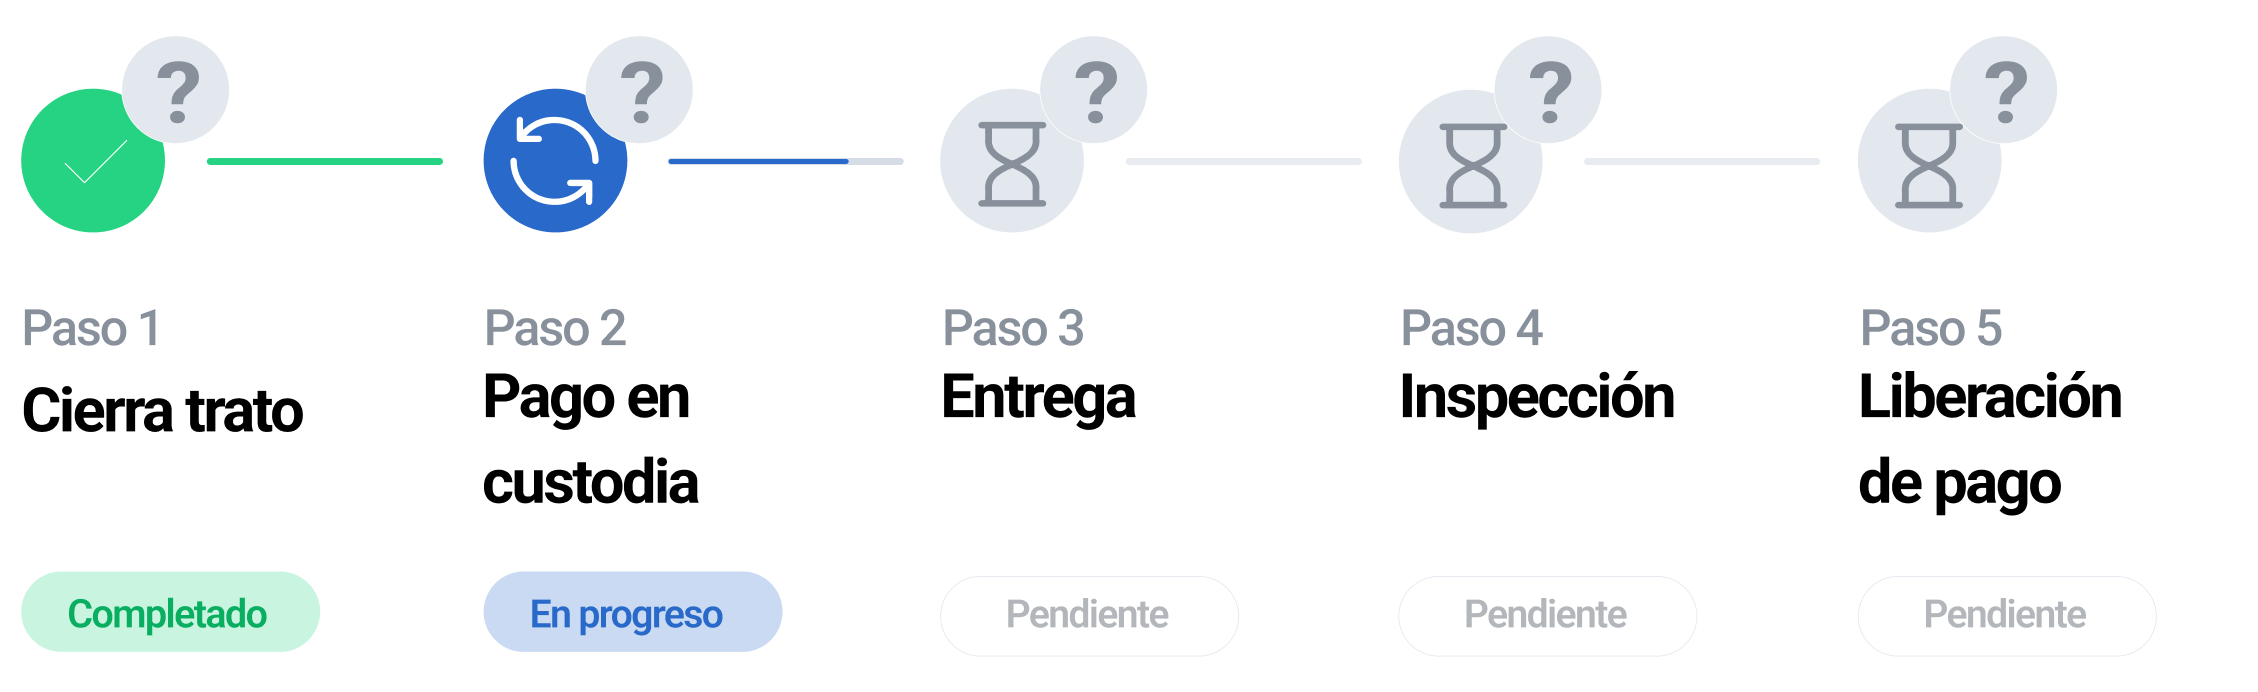 ?
?
?
?
?
Paso 1
Cierra trato
Completado
Paso 2
Pago en
custodia
En progreso
Paso 3
Entrega
Pendiente
Paso 4
Inspección
Pendiente
Paso 5
Liberación
de pago
Pendiente